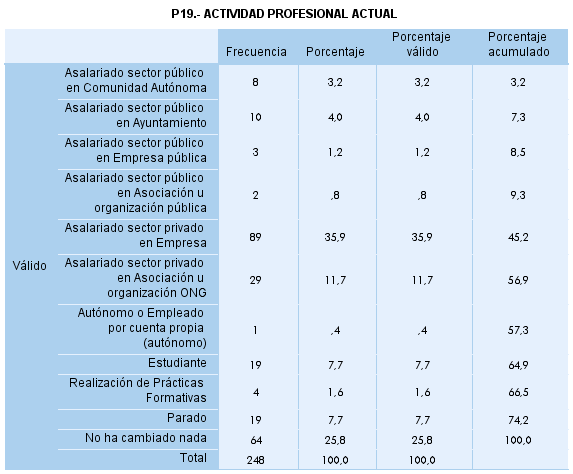 P19.- ACTIVIDAD PROFESIONAL ACTUAL
Frecuencia Porcentaje Porcentaje válido Porcentaje acumulado
Válido
Asalariado sector público
en Comunidad Autónoma 8 3,2 3,2 3,2
Asalariado sector público
en Ayuntamiento 10 4,0 4,0 7,3
Asalariado sector público
en Empresa pública 3 1,2 1,2 8,5
Asalariado sector público
en Asociación u
organización pública 2 ,8 ,8 9,3
Asalariado sector privado
en Empresa 89 35,9 35,9 45,2
Asalariado sector privado
en Asociación u
organización ONG 29 11,7 11,7 56,9
Autónomo o Empleado
por cuenta propia
(autónomo) 1 ,4 ,4 57,3
Estudiante 19 7,7 7,7 64,9
Realización de Prácticas
Formativas 4 1,6 1,6 66,5
Parado 19 7,7 7,7 74,2
No ha cambiado nada 64 25,8 25,8 100,0
Total 248 100,0 100,0